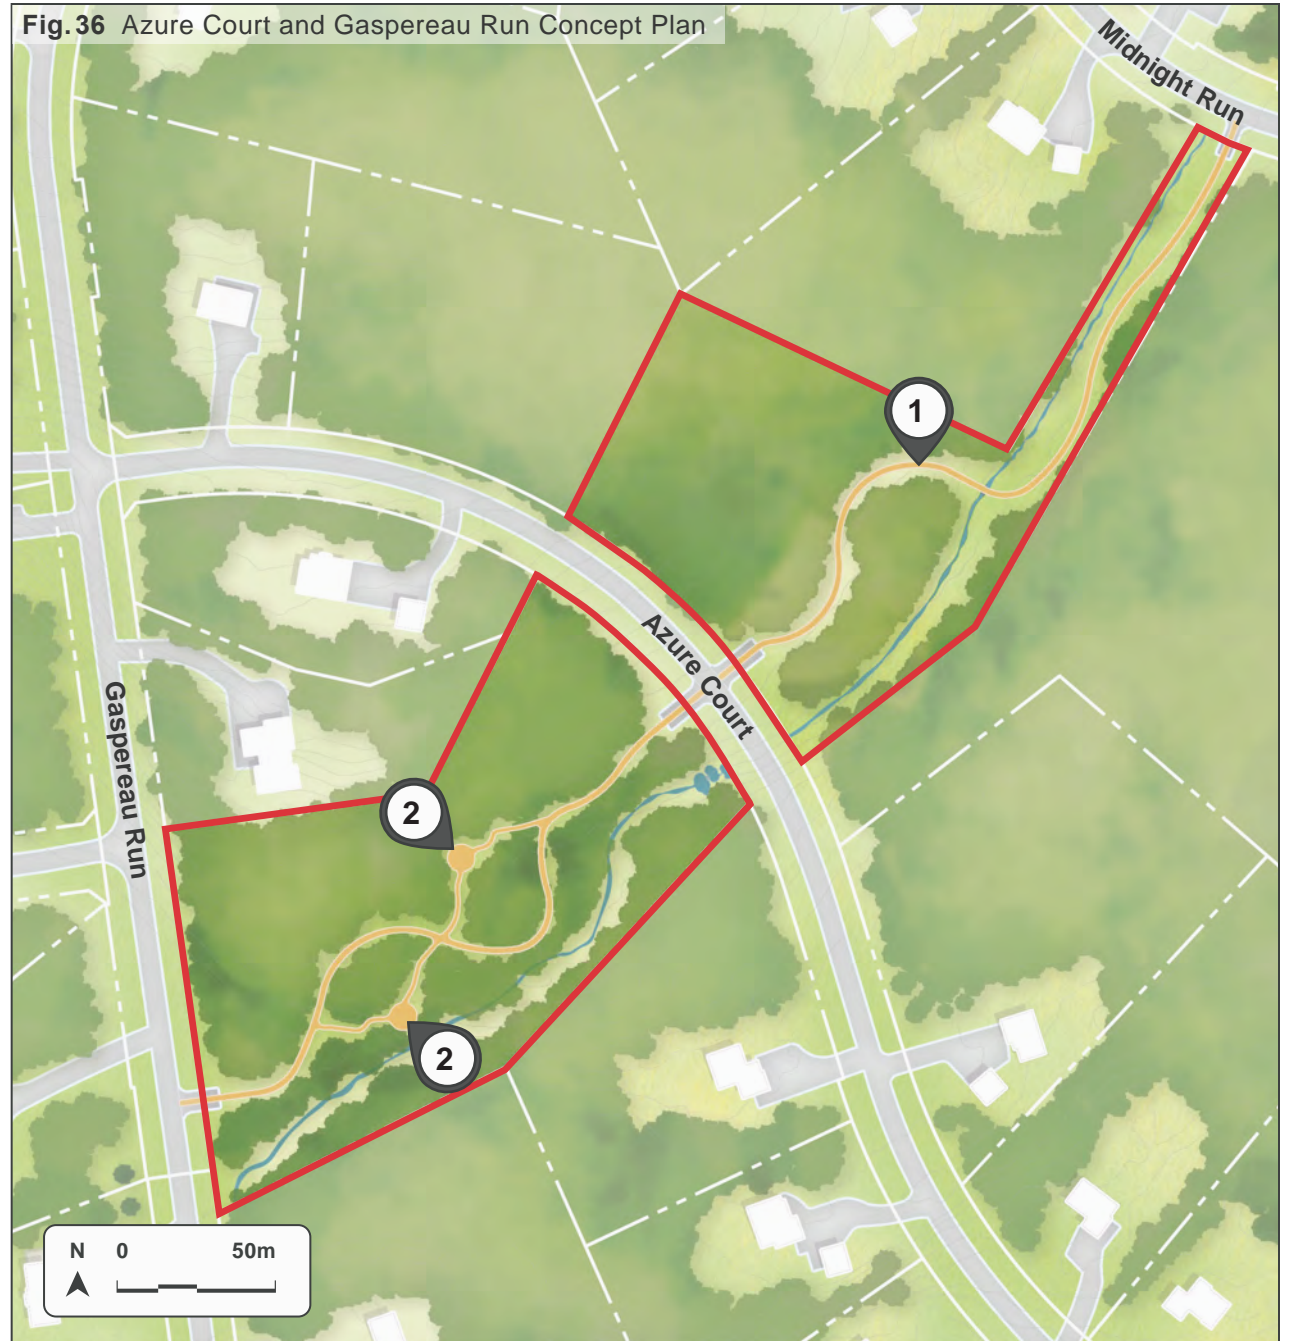 Fig. 36 Azure Court and Gaspereau Run Concept Plan
Midnight Run
1
Azure Court
Gaspereau Run
2
2
N 0 50m